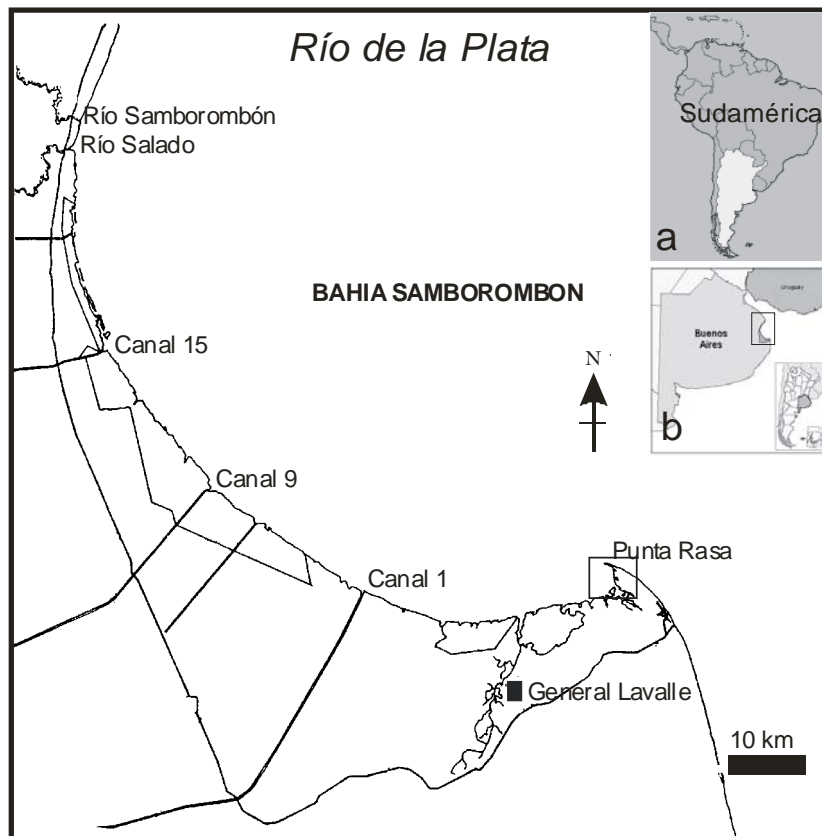 Río de la Plata
Sudamérica
a
Río Samborombón
Río Salado
BAHIA SAMBOROMBON
Uruguay
Buenos
Aires
b
Canal 15
N
Canal 9
Punta Rasa
Canal 1
General Lavalle
10 km